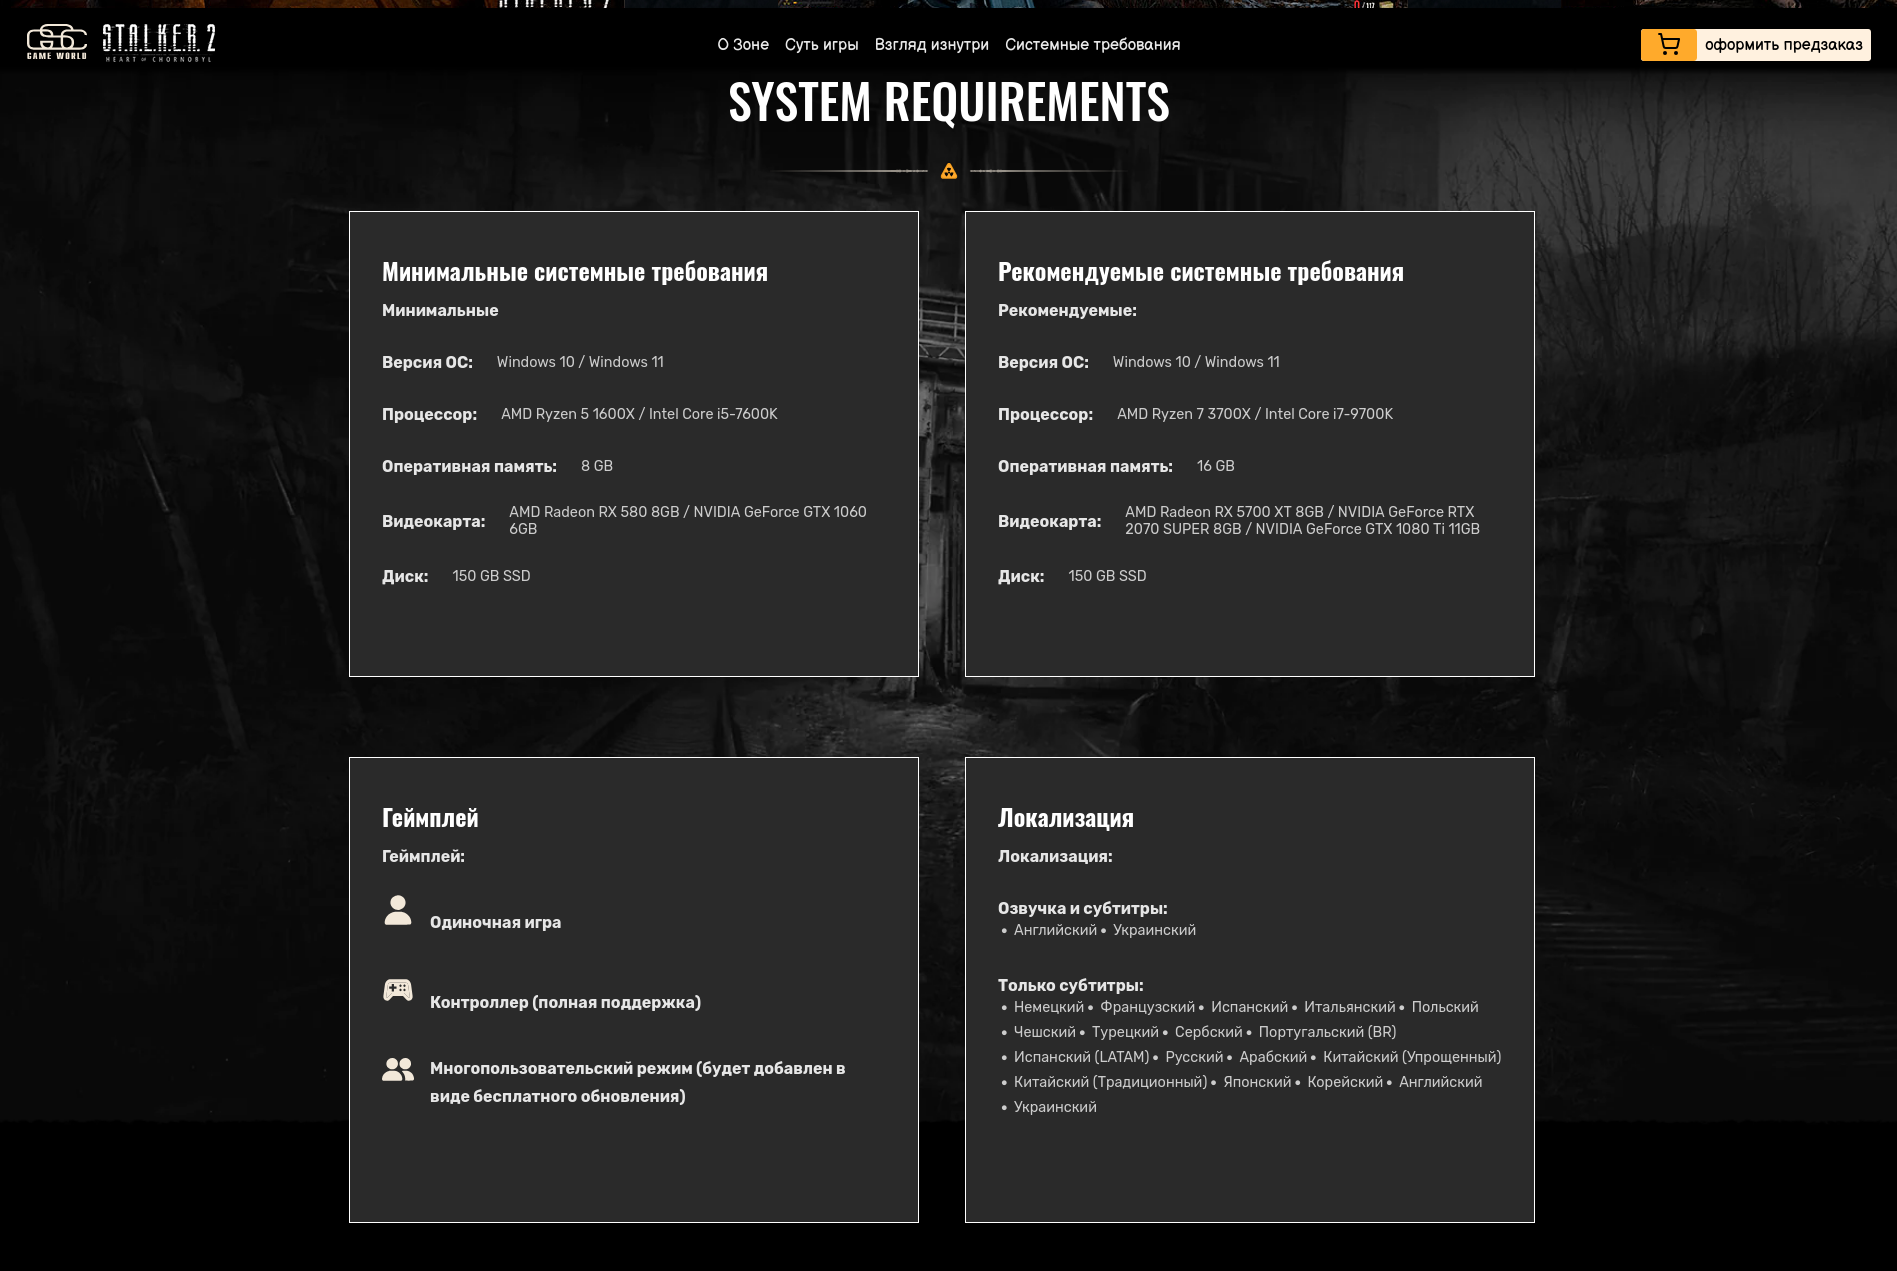 GSC
GAME WORLD
S.T.A.L.K.E.R. 2
HEART OF CHORNOBYL
О Зоне Суть игры Взгляд изнутри Системные требования
оформить предзаказ
SYSTEM REQUIREMENTS
Минимальные системные требования
Минимальные
Версия ОС: Windows 10 / Windows 11
Процессор: AMD Ryzen 5 1600X / Intel Core i5-7600K
Оперативная память: 8 GB
Видеокарта: AMD Radeon RX 580 8GB / NVIDIA GeForce GTX 1060
6GB
Диск: 150 GB SSD
Рекомендуемые системные требования
Рекомендуемые:
Версия ОС: Windows 10 / Windows 11
Процессор: AMD Ryzen 7 3700X / Intel Core i7-9700K
Оперативная память: 16 GB
Видеокарта: AMD Radeon RX 5700 XT 8GB / NVIDIA GeForce RTX
2070 SUPER 8GB / NVIDIA GeForce GTX 1080 Ti 11GB
Диск: 150 GB SSD
Геймплей
Геймплей:
Одиночная игра
Контроллер (полная поддержка)
Многопользовательский режим (будет добавлен в
виде бесплатного обновления)
Локализация
Локализация:
Озвучка и субтитры:
• Английский • Украинский
Только субтитры:
• Немецкий • Французский • Испанский • Итальянский • Польский
• Чешский • Турецкий • Сербский • Португальский (BR)
• Испанский (LATAM) • Русский • Арабский • Китайский (Упрощенный)
• Китайский (Традиционный) • Японский • Корейский • Английский
• Украинский